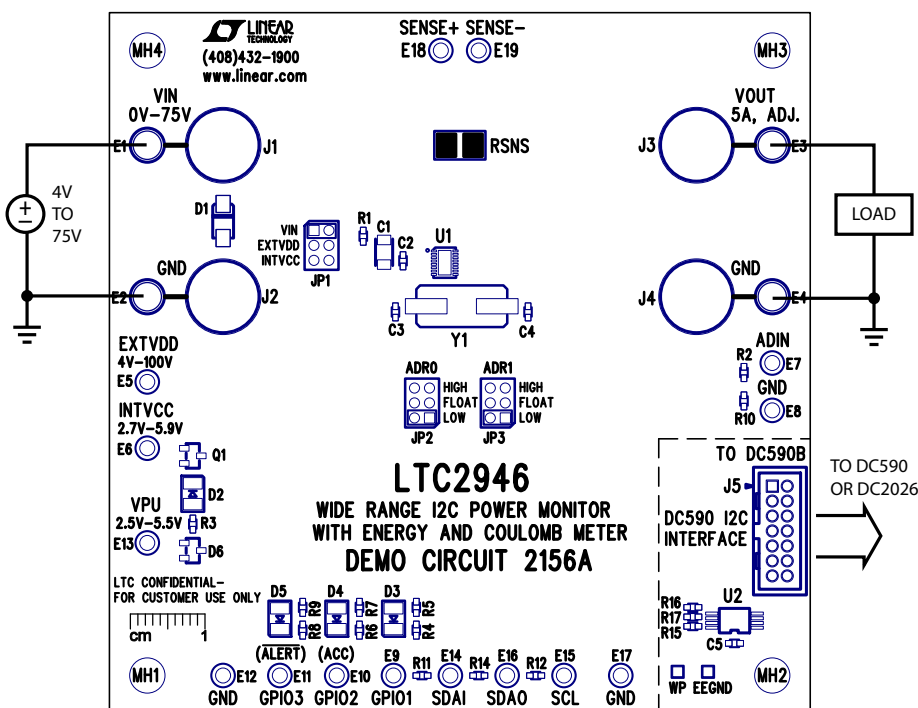 LINEAR
TECHNOLOGY
(408)432-1900
www.linear.com
MH4
SENSE+ SENSE-
E18 E19
MH3
VIN
0V-75V
E1
J1
RSNS
VOUT
5A, ADJ.
J3
E3
4V
TO
75V
+
−
LOAD
D1
VIN
EXTVDD
INTVCC
JP1
R1
C1
C2
U1
GND
E2
J2
C3
Y1
C4
GND
J4
E4
EXTVDD
4V-100V
E5
INTVCC
2.7V-5.9V
E6
Q1
D2
VPU
2.5V-5.5V
R3
E13
D6
ADR0
HIGH
FLOAT
LOW
JP2
ADR1
HIGH
FLOAT
LOW
JP3
ADIN
R2
E7
GND
R10
E8
LTC2946
WIDE RANGE I2C POWER MONITOR
WITH ENERGY AND COULOMB METER
DEMO CIRCUIT 2156A
TO DC590B
J5
DC590 I2C
INTERFACE
TO DC590
OR DC2026
LTC CONFIDENTIAL-
FOR CUSTOMER USE ONLY
cm 1
D5
R9
R8
D4
R7
R6
D3
R5
R4
U2
R16
R17
R15
C5
MH1
E12
GND
(ALERT)
E11
GPIO3
(ACC)
E10
GPIO2
E9
GPIO1
R11
E14
SDAI
R14
E16
SDAO
R12
E15
SCL
E17
GND
WP EEGND
MH2